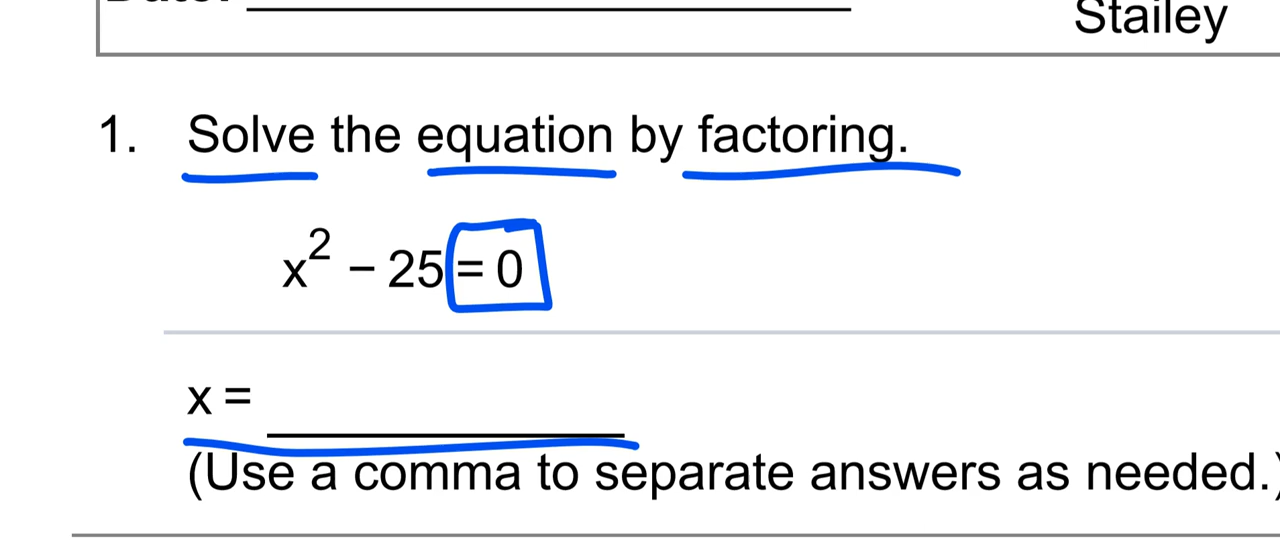 Stailey
1. Solve the equation by factoring.
x² − 25 = 0
x =
(Use a comma to separate answers as needed.)